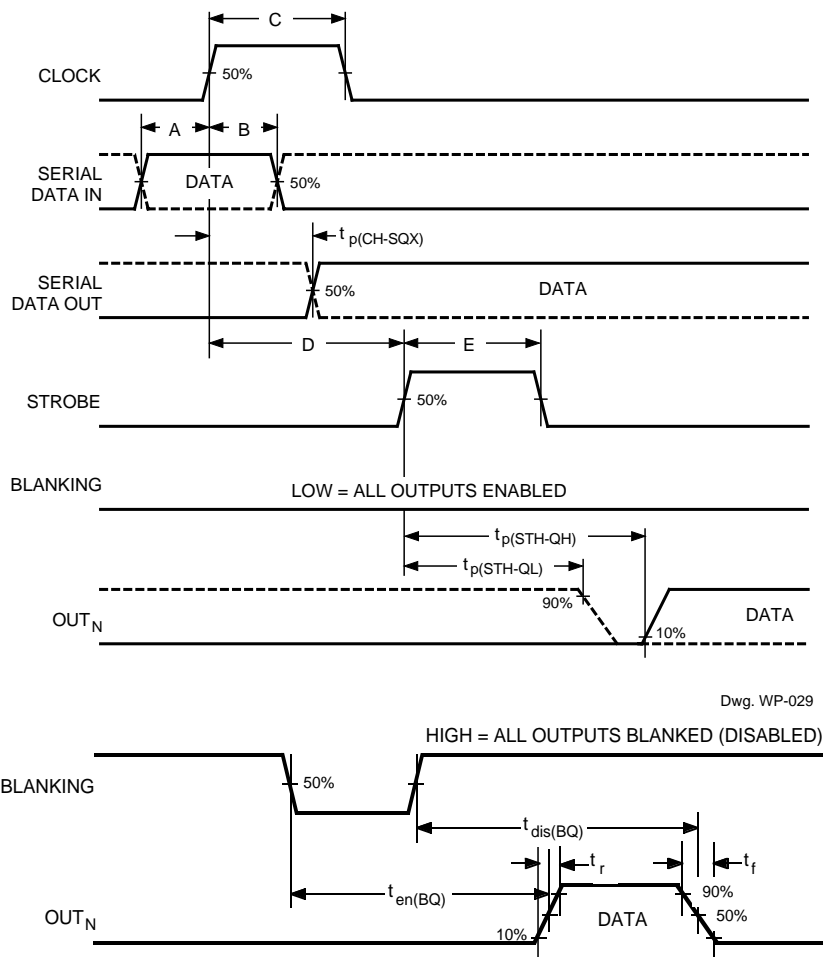 C
CLOCK
50%
A B
SERIAL
DATA IN
DATA
50%
t p(CH-SQX)
SERIAL
DATA OUT
50%
DATA
D E
STROBE
50%
BLANKING
LOW = ALL OUTPUTS ENABLED
t p(STH-QH)
t p(STH-QL)
90%
OUT N
DATA
10%
Dwg. WP-029
HIGH = ALL OUTPUTS BLANKED (DISABLED)
BLANKING
50%
t dis(BQ)
t r
t f
t en(BQ)
90%
OUT N
DATA
50%
10%